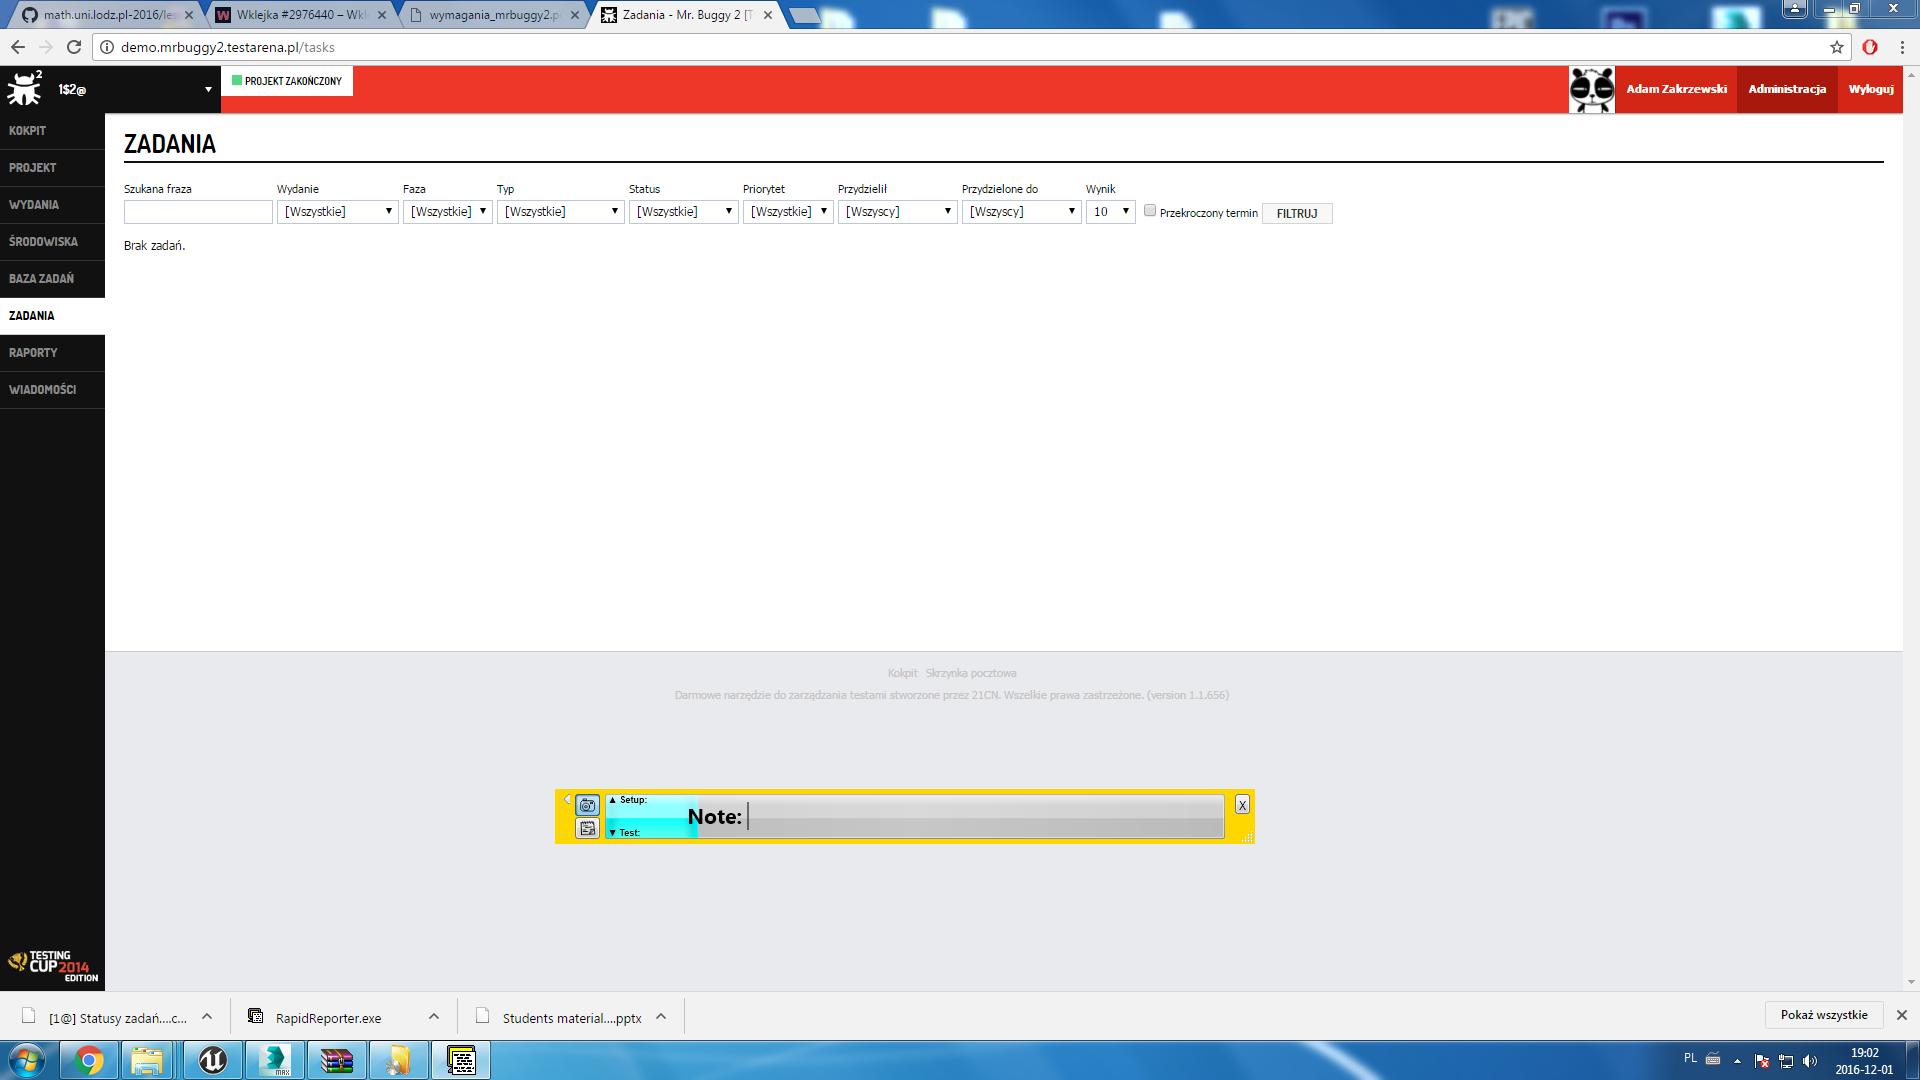 math.uni.lodz.pl-2016/les
Wklejka #2976440 – Wkl
wymagania_mrbuggy2.p
Zadania - Mr. Buggy 2 [T
demo.mrbuggy2.testarena.pl/tasks
2
1$2@
PROJEKT ZAKOŃCZONY
Adam Zakrzewski
Administracja
Wyloguj
KOKPIT
PROJEKT
WYDANIA
ŚRODOWISKA
BAZA ZADAŃ
ZADANIA
RAPORTY
WIADOMOŚCI
ZADANIA
Szukana fraza Wydanie Faza Typ Status Priorytet Przydzielił Przydzielone do Wynik
[Wszystkie] [Wszystkie] [Wszystkie] [Wszystkie] [Wszystkie] [Wszyscy] [Wszyscy] 10 Przekroczony termin FILTRUJ
Brak zadań.
Kokpit Skrzynka pocztowa
Darmowe narzędzie do zarządzania testami stworzone przez 21CN. Wszelkie prawa zastrzeżone. (version 1.1.656)
Setup:
Note:
Test:
X
TESTING
CUP 2014
EDITION
[1@] Statusy zadań....c...
RapidReporter.exe
Students material....pptx
Pokaż wszystkie
MAX
PL
19:02
2016-12-01